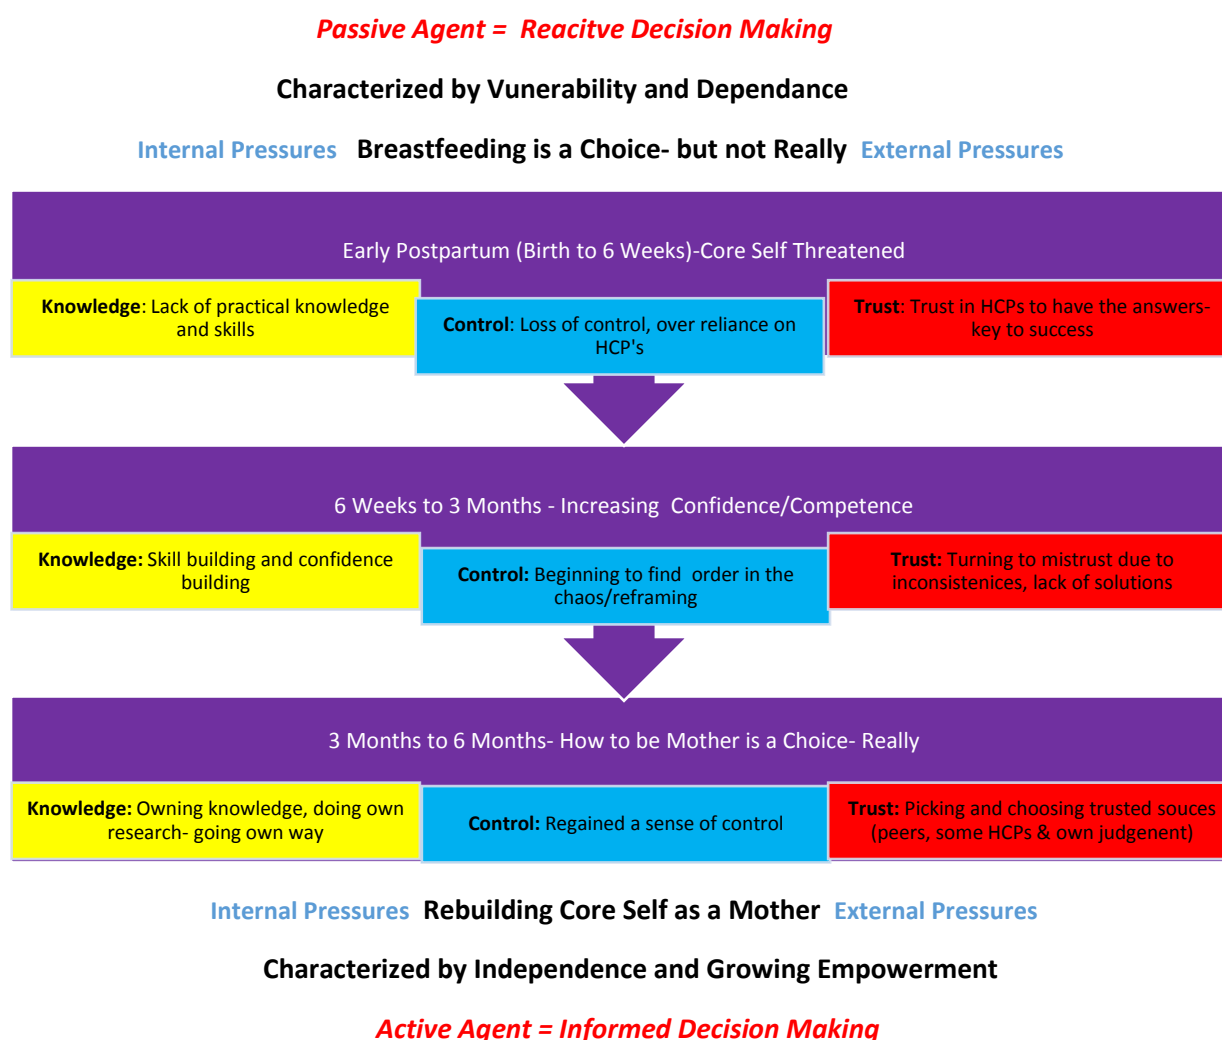 Passive Agent = Reacitve Decision Making
Characterized by Vunerability and Dependance
Internal Pressures Breastfeeding is a Choice- but not Really External Pressures
Early Postpartum (Birth to 6 Weeks)-Core Self Threatened
Knowledge: Lack of practical knowledge
and skills
Control: Loss of control, over reliance on
HCP's
Trust: Trust in HCPs to have the answers-
key to success
6 Weeks to 3 Months - Increasing Confidence/Competence
Knowledge: Skill building and confidence
building
Control: Beginning to find order in the
chaos/reframing
Trust: Turning to mistrust due to
inconsistenices, lack of solutions
3 Months to 6 Months- How to be Mother is a Choice- Really
Knowledge: Owning knowledge, doing own
research- going own way
Control: Regained a sense of control
Trust: Picking and choosing trusted souces
(peers, some HCPs & own judgenent)
Internal Pressures Rebuilding Core Self as a Mother External Pressures
Characterized by Independence and Growing Empowerment
Active Agent = Informed Decision Making